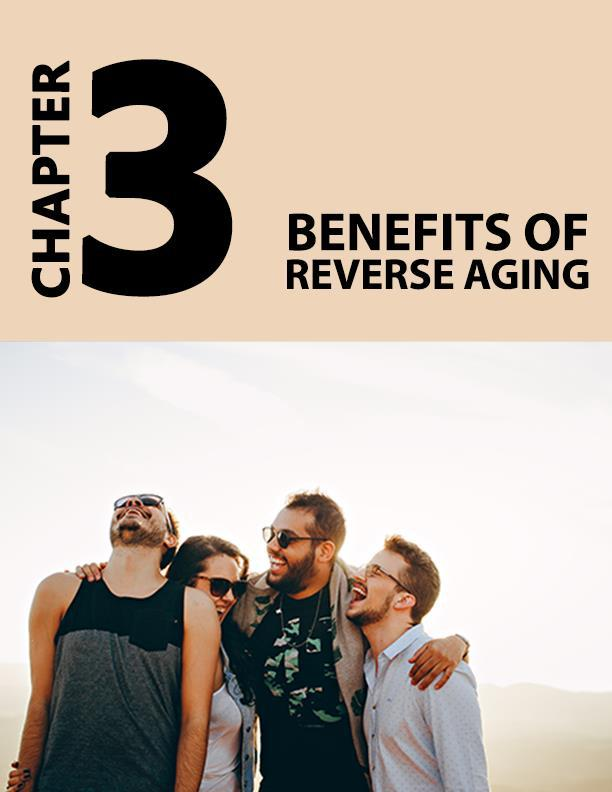 CHAPTER
3
BENEFITS OF
REVERSE AGING